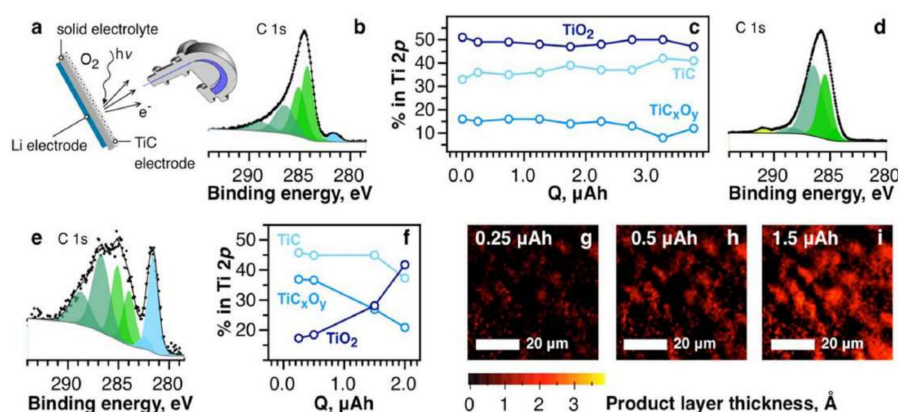 a
solid electrolyte
O2
hν
e-
Li electrode
TiC
electrode
C 1s
b
290
285
280
Binding energy, eV
% in Ti 2p
50
40
30
20
10
TiO2
TiC
TiCxOy
c
0.0
1.0
2.0
3.0
Q, µAh
C 1s
d
290
285
280
Binding energy, eV
e
C 1s
290
285
280
Binding energy, eV
% in Ti 2p
50
40
30
20
TiC
TiCxOy
TiO2
f
0.0
1.0
2.0
Q, µAh
0.25 µAh
g
20 µm
0.5 µAh
h
20 µm
1.5 µAh
i
20 µm
0
1
2
3
Product layer thickness, Å